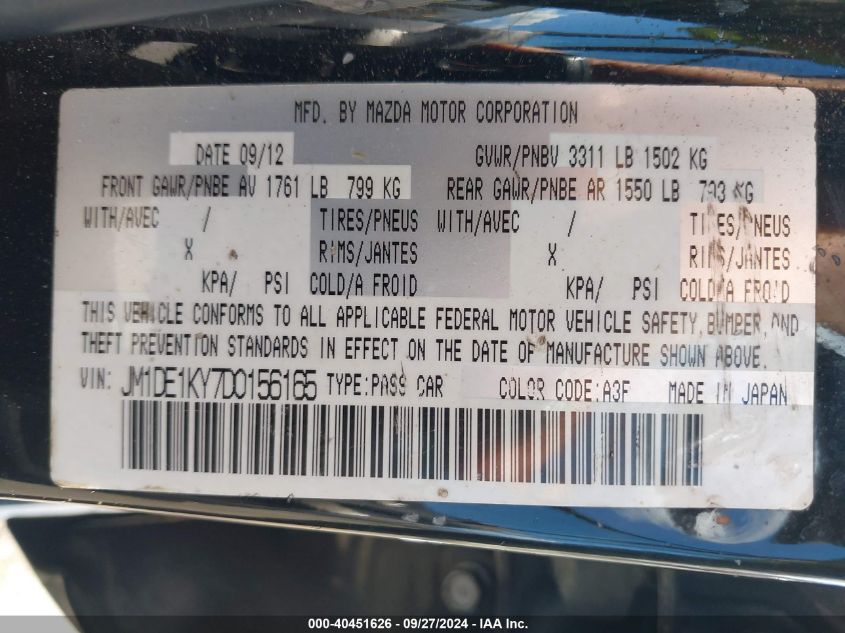 MFD. BY MAZDA MOTOR CORPORATION
DATE 09/12 GVWR/PNBV 3311 LB 1502 KG
FRONT GAWR/PNBE AV 1761 LB 799 KG REAR GAWR/PNBE AR 1550 LB 703 KG
WITH/AVEC / TIRES/PNEUS WITH/AVEC / TIRES/PNEUS
X RIMS/JANTES X RIMS/JANTES
KPA/ PSI COLD/A FROID KPA/ PSI COLD/A FROID
THIS VEHICLE CONFORMS TO ALL APPLICABLE FEDERAL MOTOR VEHICLE SAFETY, BUMPER, AND
THEFT PREVENTION STANDARDS IN EFFECT ON THE DATE OF MANUFACTURE SHOWN ABOVE.
VIN: JM1DE1KY7D0156165 TYPE:PASS CAR COLOR CODE:A3F MADE IN JAPAN
000-40451626 - 09/27/2024 - IAAI.COM